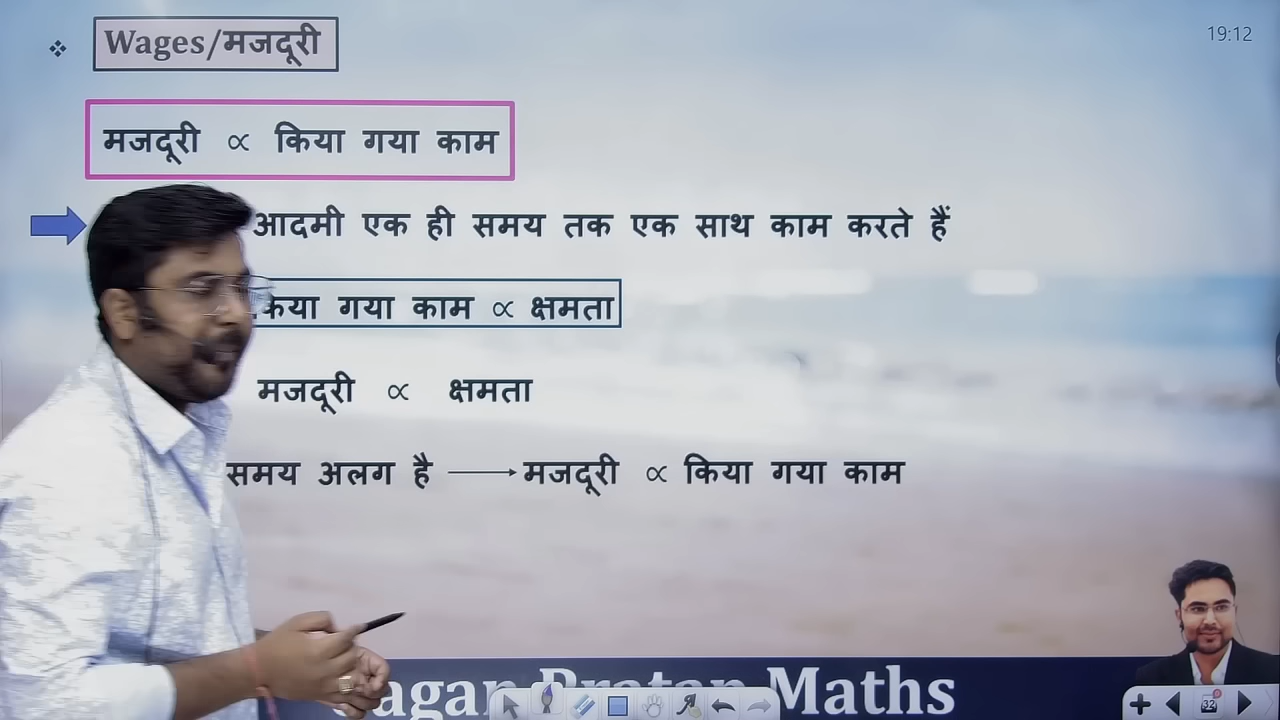 Wages/मजदूरी
19:12
मजदूरी ∝ किया गया काम
आदमी एक ही समय तक एक साथ काम करते हैं
किया गया काम ∝ क्षमता
मजदूरी ∝ क्षमता
समय अलग है ⟶ मजदूरी ∝ किया गया काम
Maths
32